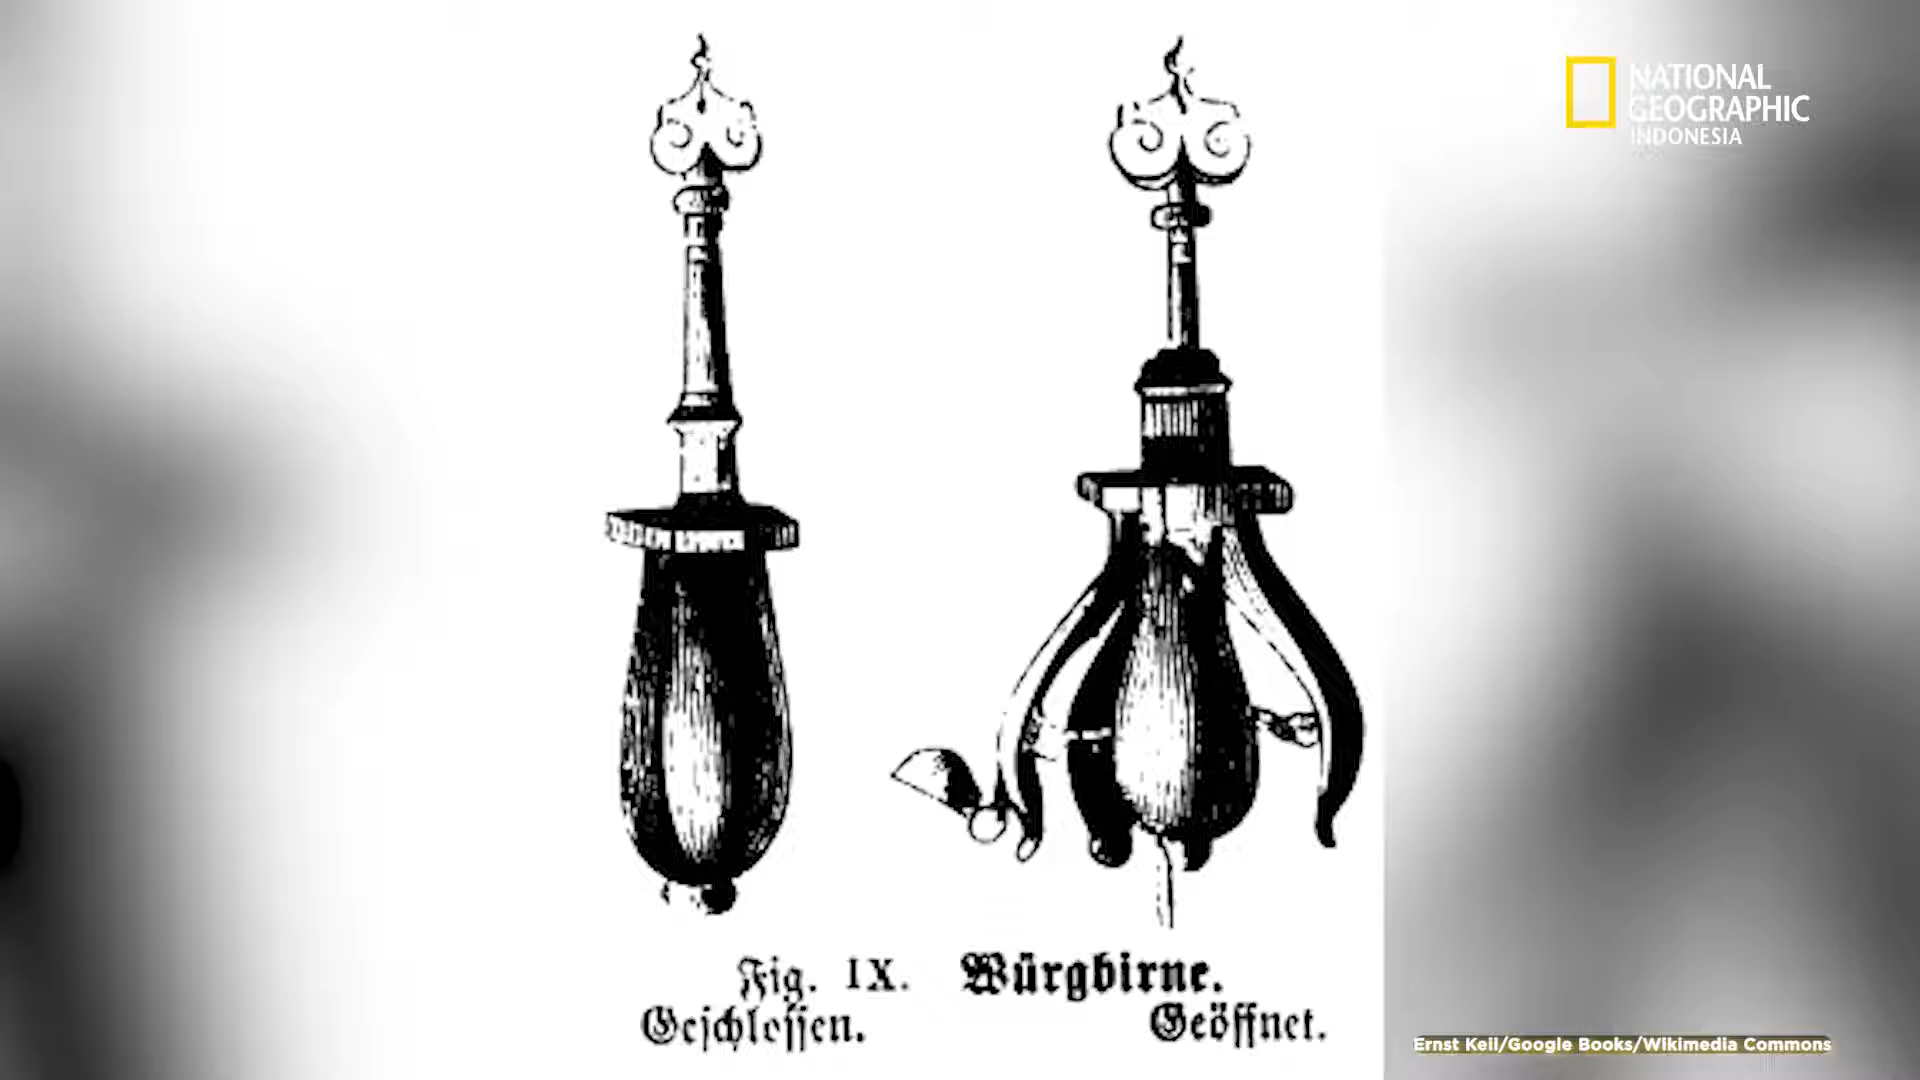 NATIONAL
GEOGRAPHIC
INDONESIA
Fig. IX. Würgbirne.
Geschlossen. Geöffnet.
Ernst Keil/Google Books/Wikimedia Commons